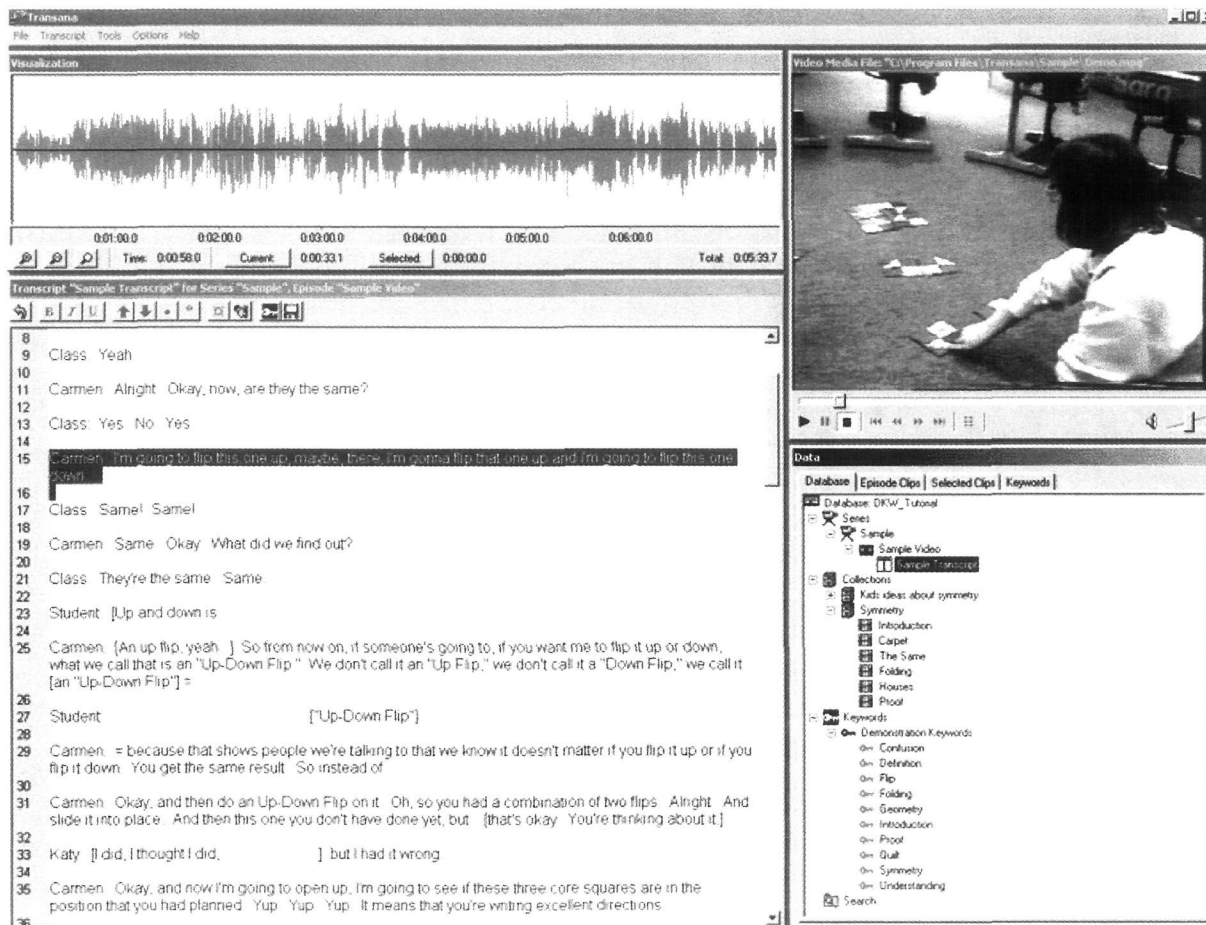 Transana
File Transcript Tools Options Help
Visualization
0:01:00.0 0:02:00.0 0:03:00.0 0:04:00.0 0:05:00.0 0:06:00.0
Time: 0:00:58.0 Current: 0:00:33.1 Selected: 0:00:00.0 Total: 0:05:39.7
Transcript "Sample Transcript" for Series "Sample", Episode "Sample Video"
B I U
8
9 Class: Yeah
10
11 Carmen: Alright. Okay, now, are they the same?
12
13 Class: Yes. No. Yes
14
15 Carmen: I'm going to flip this one up, maybe, there, I'm gonna flip that one up and I'm going to flip this one
down
16
17 Class: Same! Same!
18
19 Carmen: Same. Okay. What did we find out?
20
21 Class: They're the same. Same.
22
23 Student: [Up and down is
24
25 Carmen: [An up flip, yeah. ] So from now on, if someone's going to, if you want me to flip it up or down,
what we call that is an "Up-Down Flip." We don't call it an "Up Flip," we don't call it a "Down Flip," we call it
[an "Up-Down Flip"] =
26
27 Student: ["Up-Down Flip"]
28
29 Carmen: = because that shows people we're talking to that we know it doesn't matter if you flip it up or if you
flip it down. You get the same result. So instead of
30
31 Carmen: Okay, and then do an Up-Down Flip on it. Oh, so you had a combination of two flips. Alright. And
slide it into place. And then this one you don't have done yet, but [that's okay. You're thinking about it.]
32
33 Katy: [I did, I thought I did, ] but I had it wrong.
34
35 Carmen: Okay, and now I'm going to open up, I'm going to see if these three core squares are in the
position that you had planned. Yup. Yup. Yup. It means that you're writing excellent directions.
36
Video Media File: "C:\Program Files\Transana\Sample\Demo.mpg"
Sara
Data
Database Episode Clips Selected Clips Keywords
Database: DKW_Tutorial
Series
Sample
Sample Video
Sample Transcript
Collections
Kids ideas about symmetry
Symmetry
Introduction
Carpet
The Same
Folding
Houses
Proof
Keywords
Demonstration Keywords
Confusion
Definition
Flip
Folding
Geometry
Introduction
Proof
Quilt
Symmetry
Understanding
Search